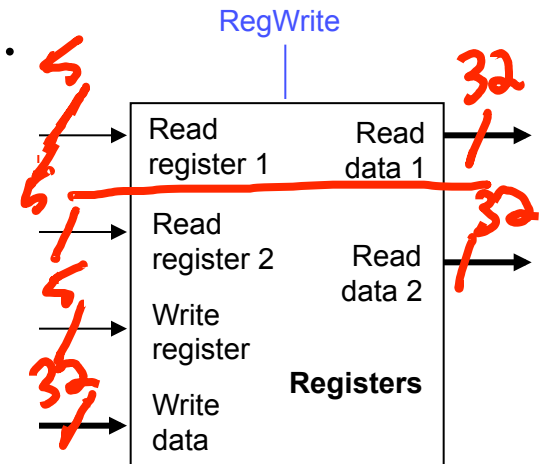 RegWrite
5
32
Read
register 1
Read
data 1
5
32
Read
register 2
Read
data 2
5
Write
register
Registers
32
Write
data